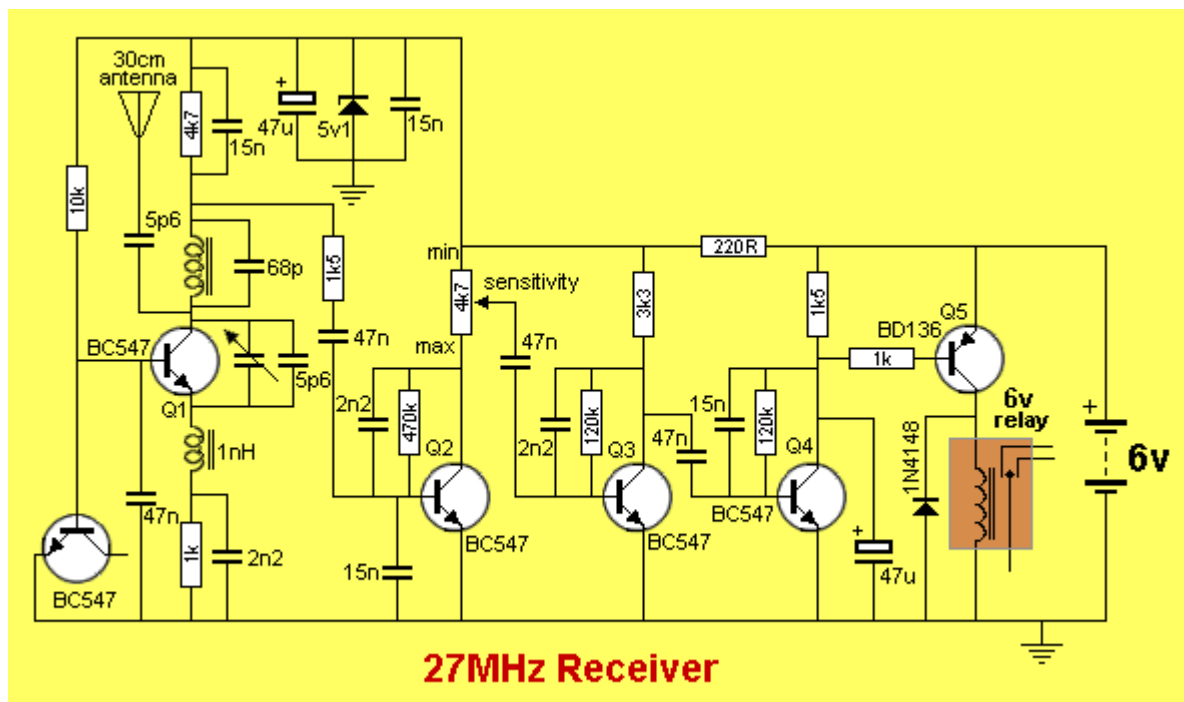 30cm
antenna
4k7
15n
+
47u
5v1
15n
10k
5p6
68p
1k5
47n
BC547
Q1
5p6
1nH
47n
1k
2n2
BC547
min
4k7
sensitivity
max
47n
2n2
470k
Q2
BC547
15n
220R
3k3
2n2
120k
Q3
47n
BC547
1k5
15n
120k
Q4
BC547
47u
1k
Q5
BD136
6v
relay
1N4148
+
6v
27MHz Receiver